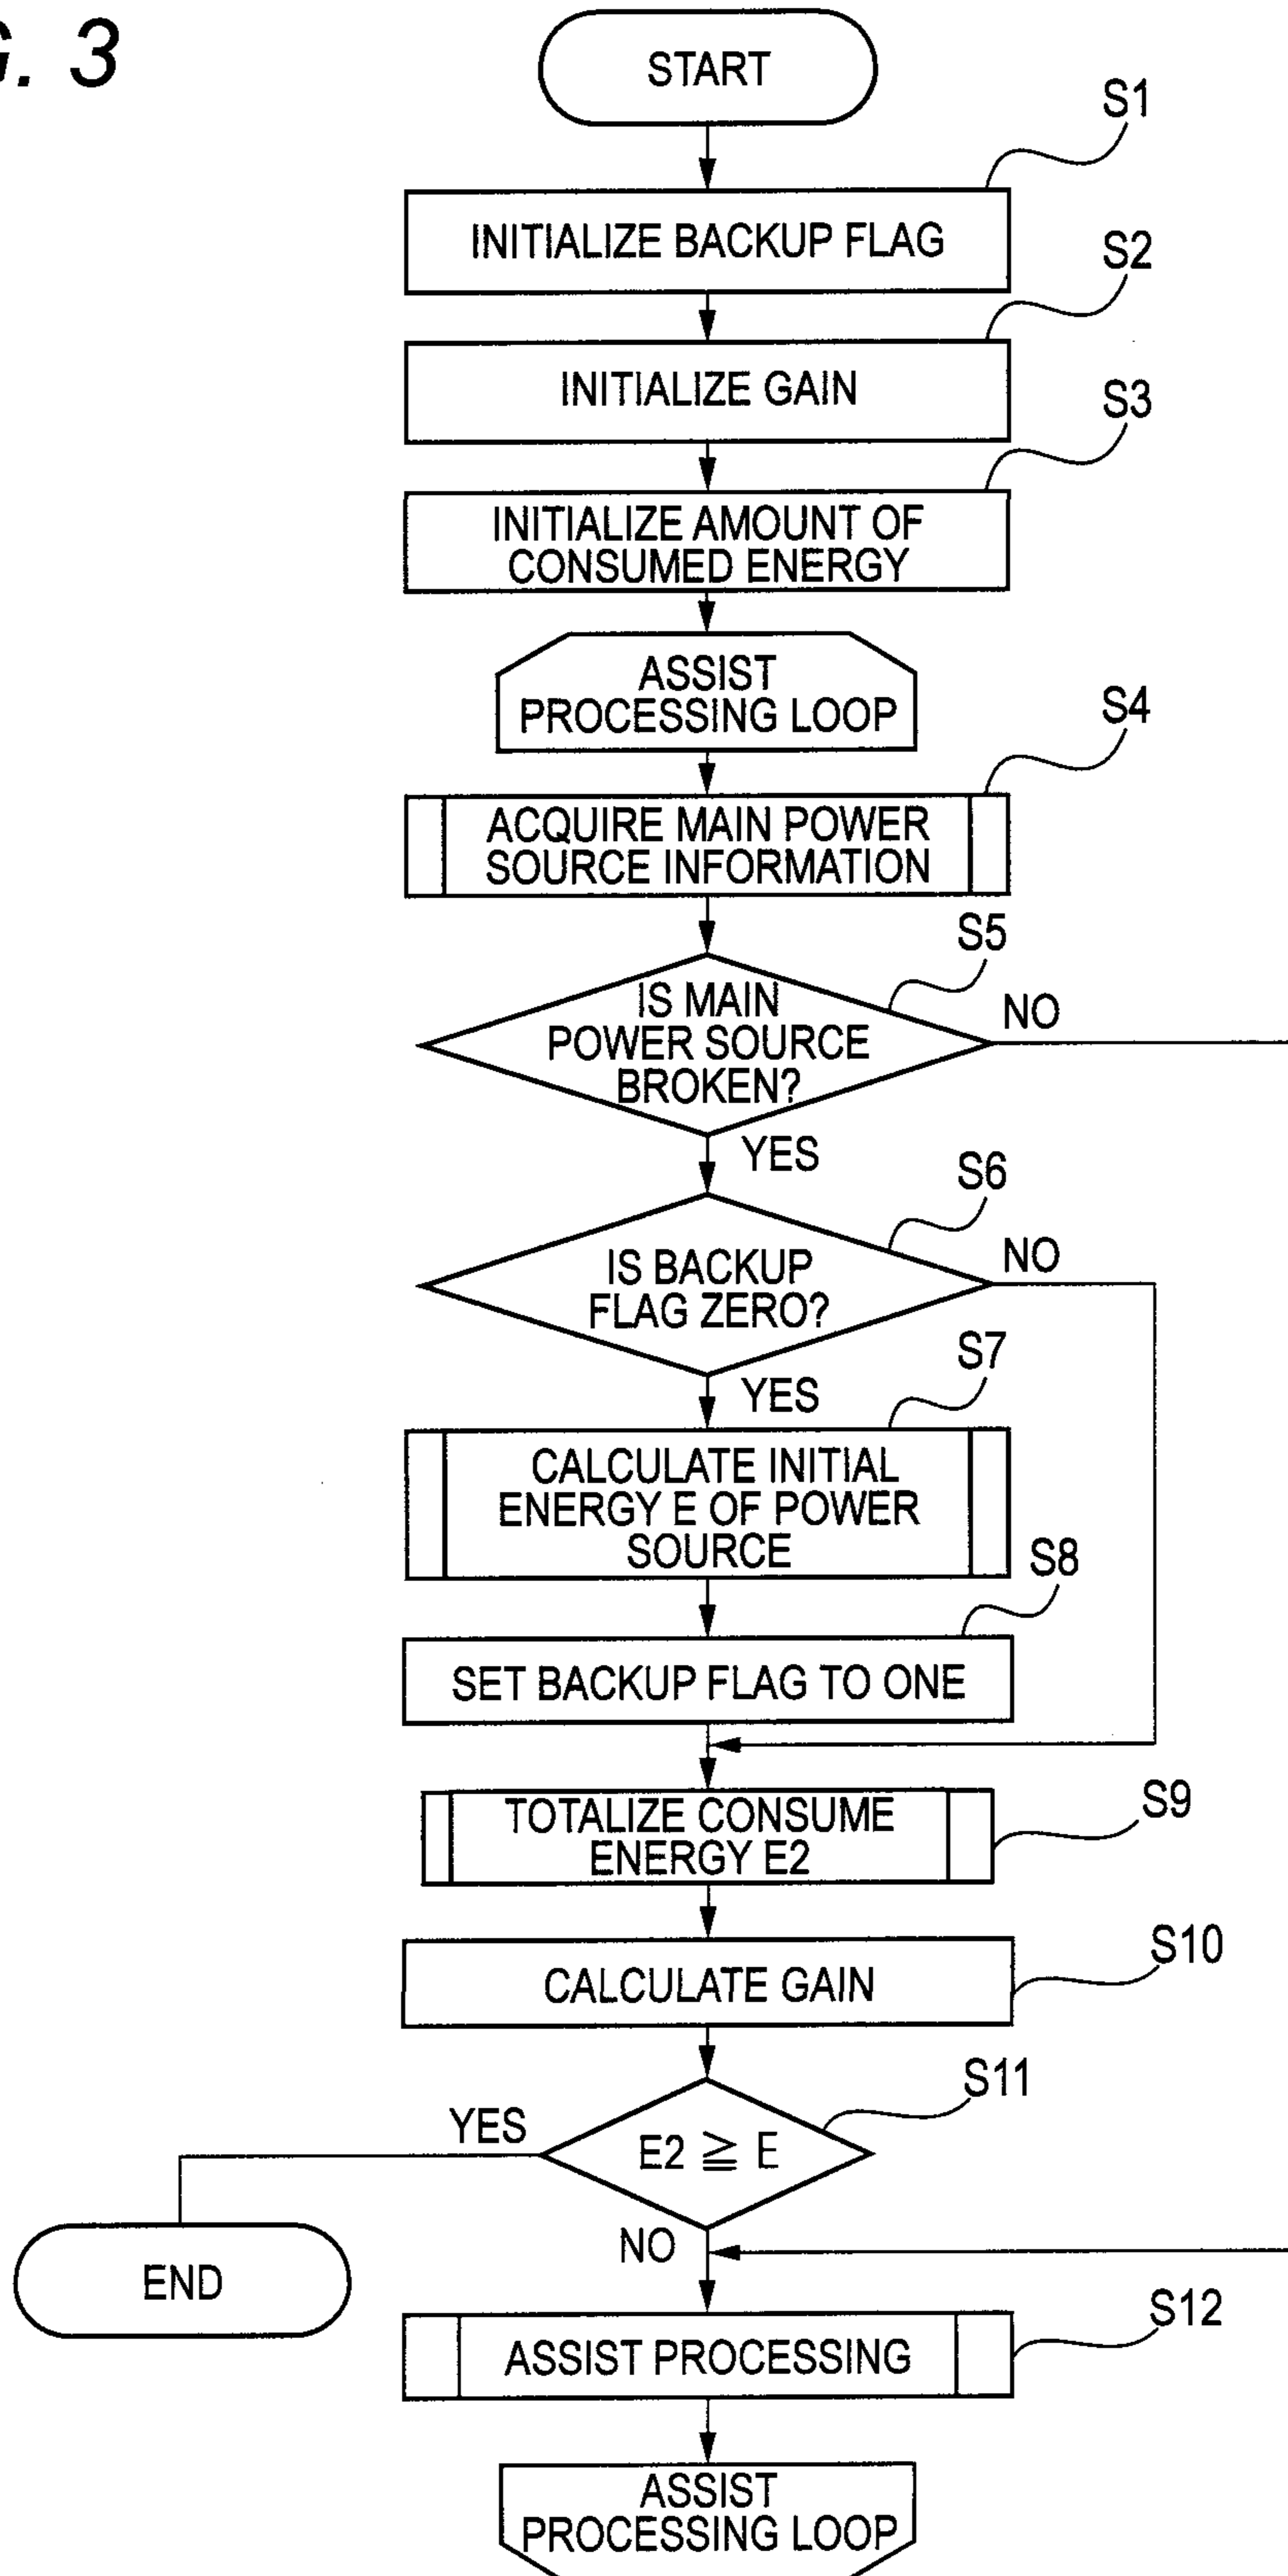 . 3
START
S1
INITIALIZE BACKUP FLAG
S2
INITIALIZE GAIN
S3
INITIALIZE AMOUNT OF
CONSUMED ENERGY
ASSIST
PROCESSING LOOP
S4
ACQUIRE MAIN POWER
SOURCE INFORMATION
S5
IS MAIN
POWER SOURCE
BROKEN?
NO
YES
S6
IS BACKUP
FLAG ZERO?
NO
YES
S7
CALCULATE INITIAL
ENERGY E OF POWER
SOURCE
S8
SET BACKUP FLAG TO ONE
S9
TOTALIZE CONSUME
ENERGY E2
S10
CALCULATE GAIN
S11
YES
E2 ≧ E
NO
END
S12
ASSIST PROCESSING
ASSIST
PROCESSING LOOP